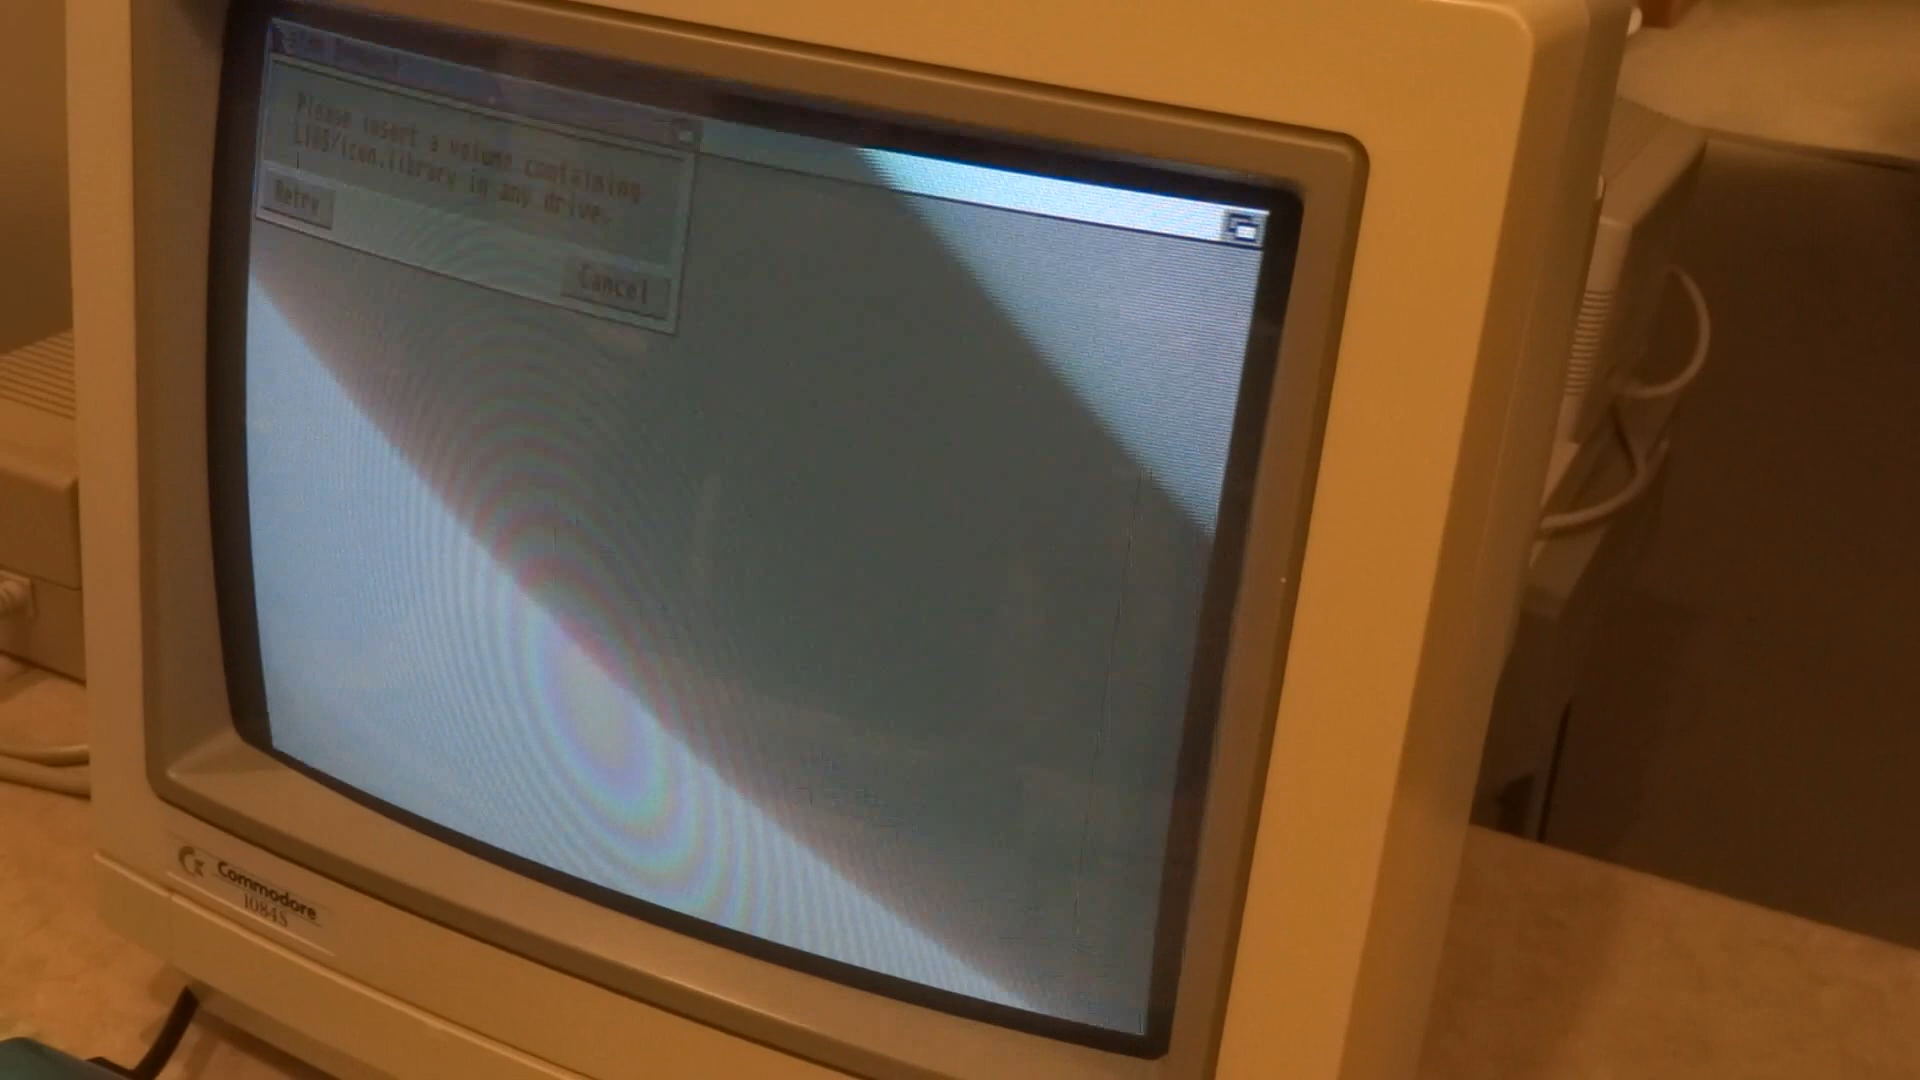 Please insert a volume containing
LIBS/icon.library in any drive.
Retry
Cancel
Commodore
1084S